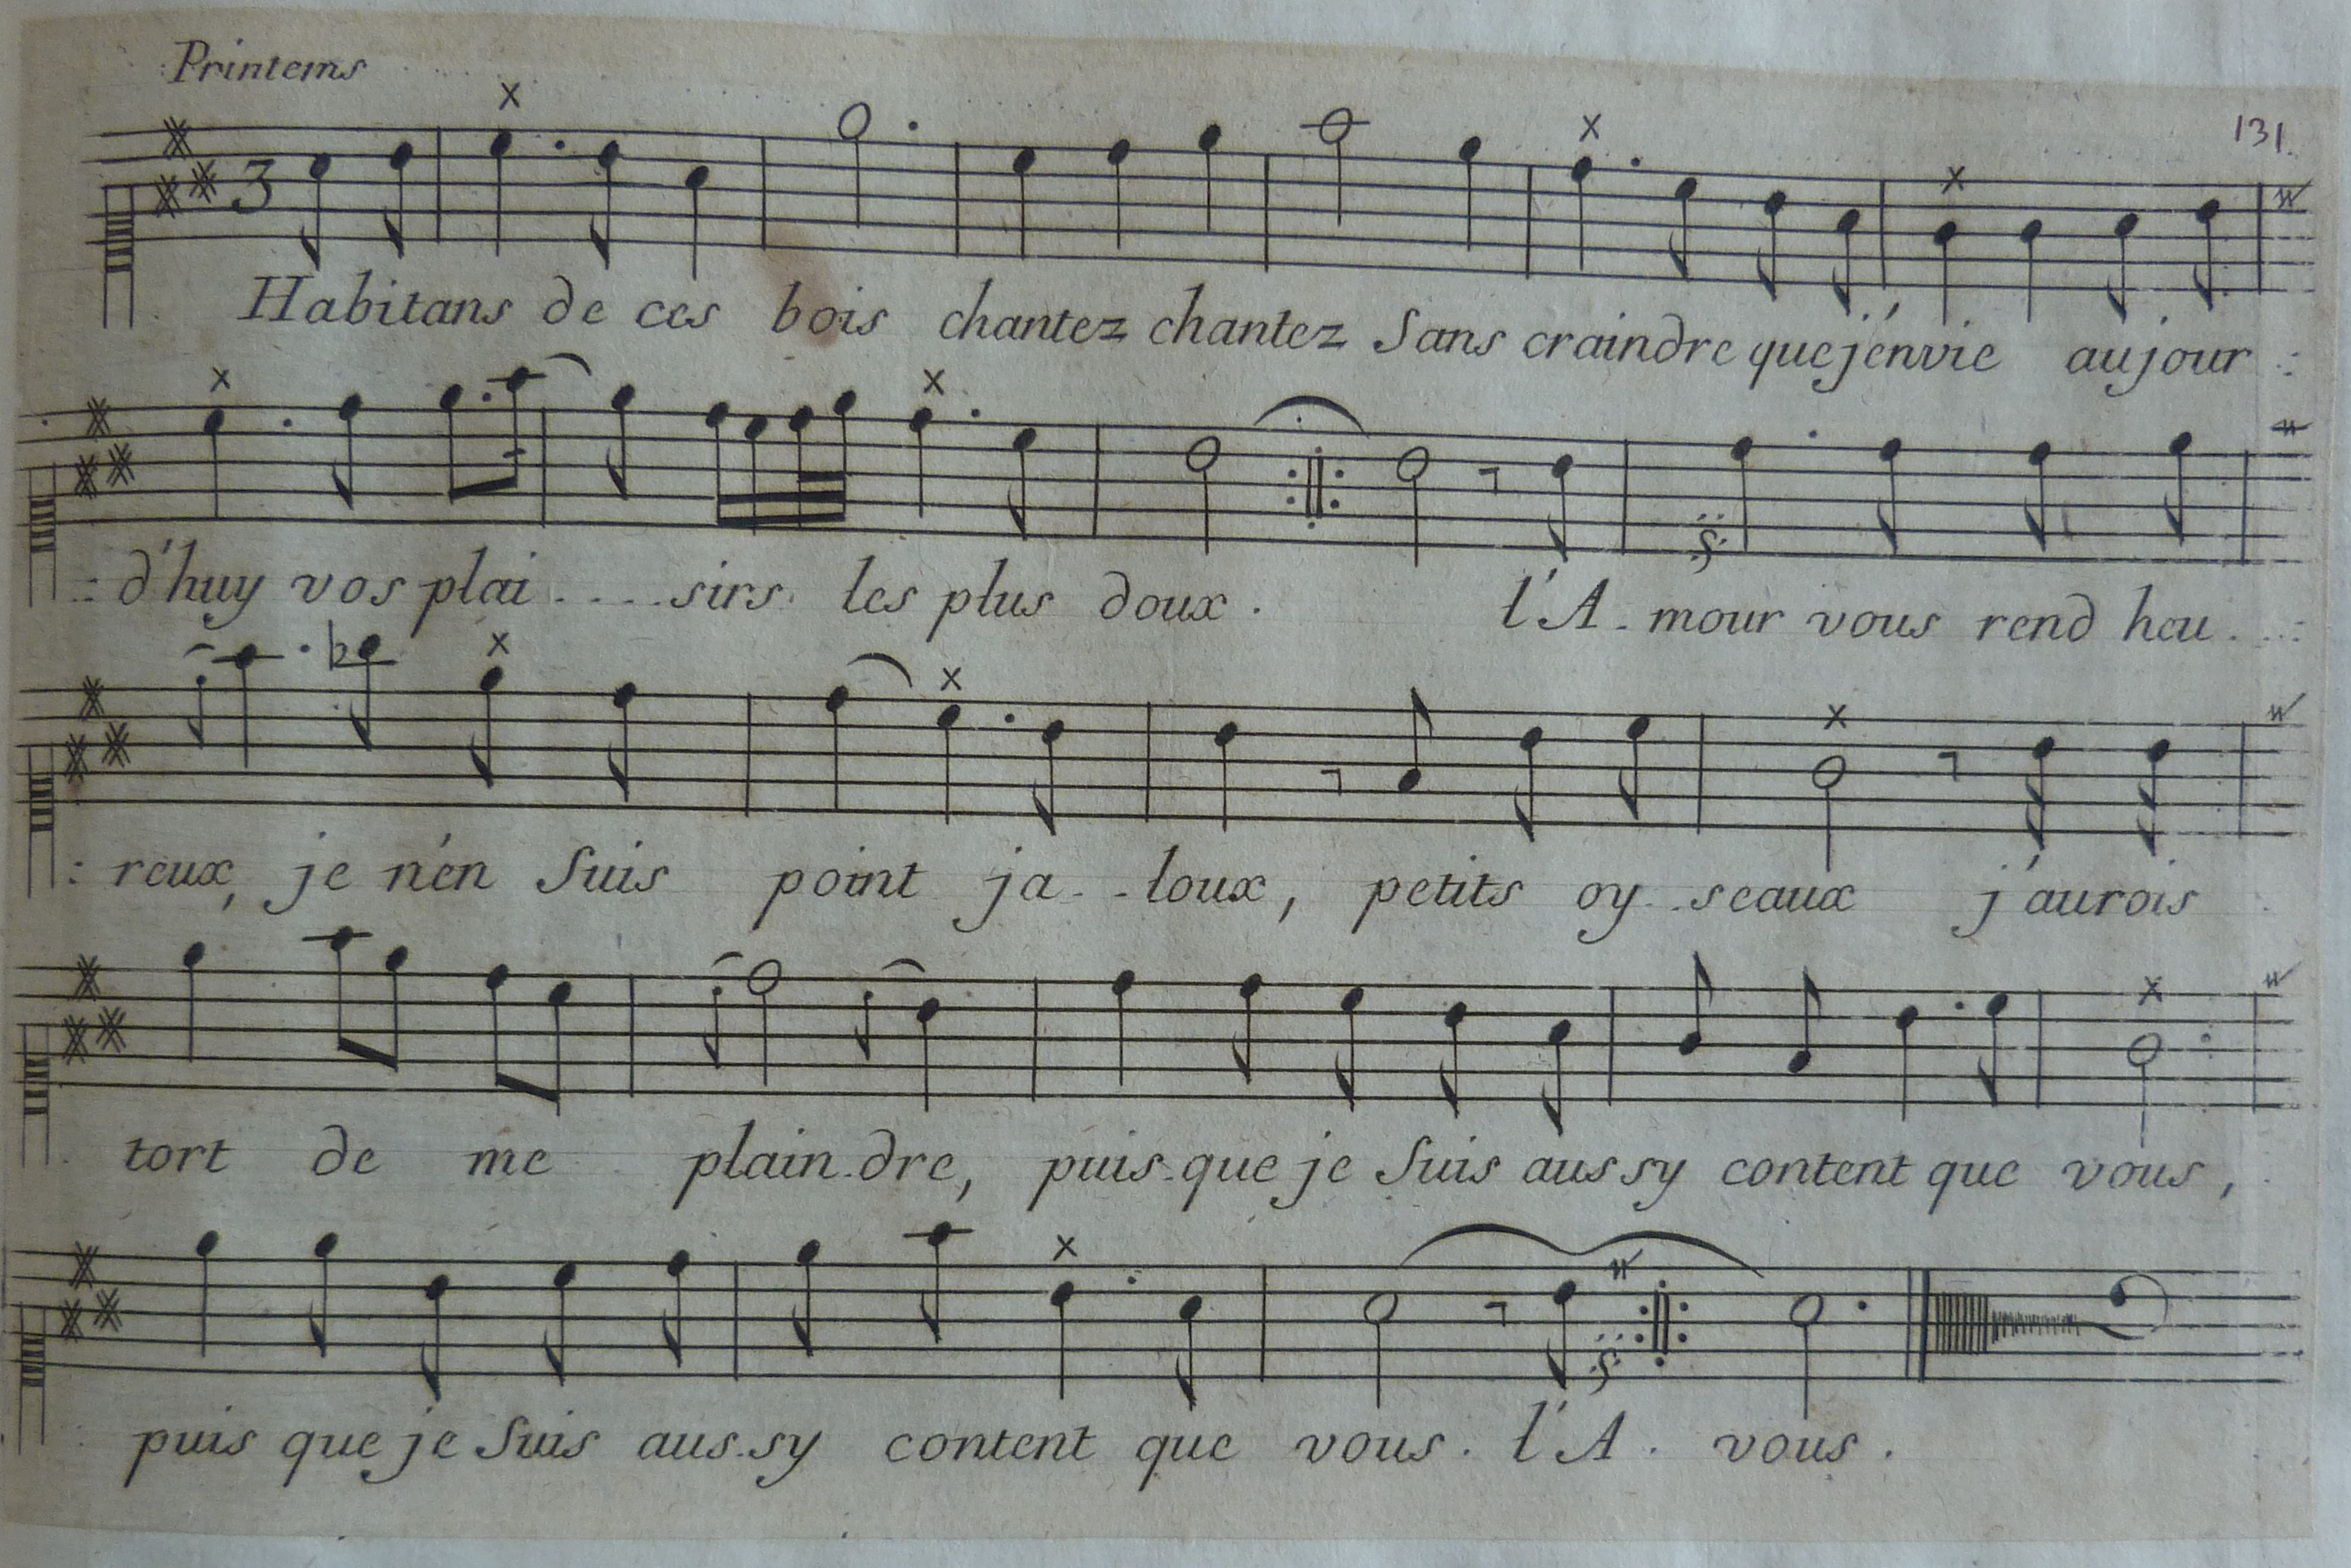 Printems
131.
3
Habitans de ces bois chantez chantez Sans craindre que j'envie aujour :
: d'huy vos plai . . . . sirs les plus doux . l'A . mour vous rend heu . . . :
: reux, je n'en Suis point ja . . loux, petits oy . . seaux j'aurois
tort de me plain . dre, puis . que je Suis aussy content que vous,
puis que je Suis aus . sy content que vous . l'A . vous .